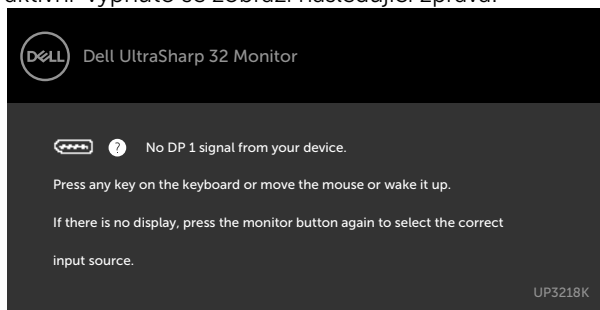 aktivní-vypnuto se zobrazí následující zpráva:
DELL
Dell UltraSharp 32 Monitor
? No DP 1 signal from your device.
Press any key on the keyboard or move the mouse or wake it up.
If there is no display, press the monitor button again to select the correct
input source.
UP3218K